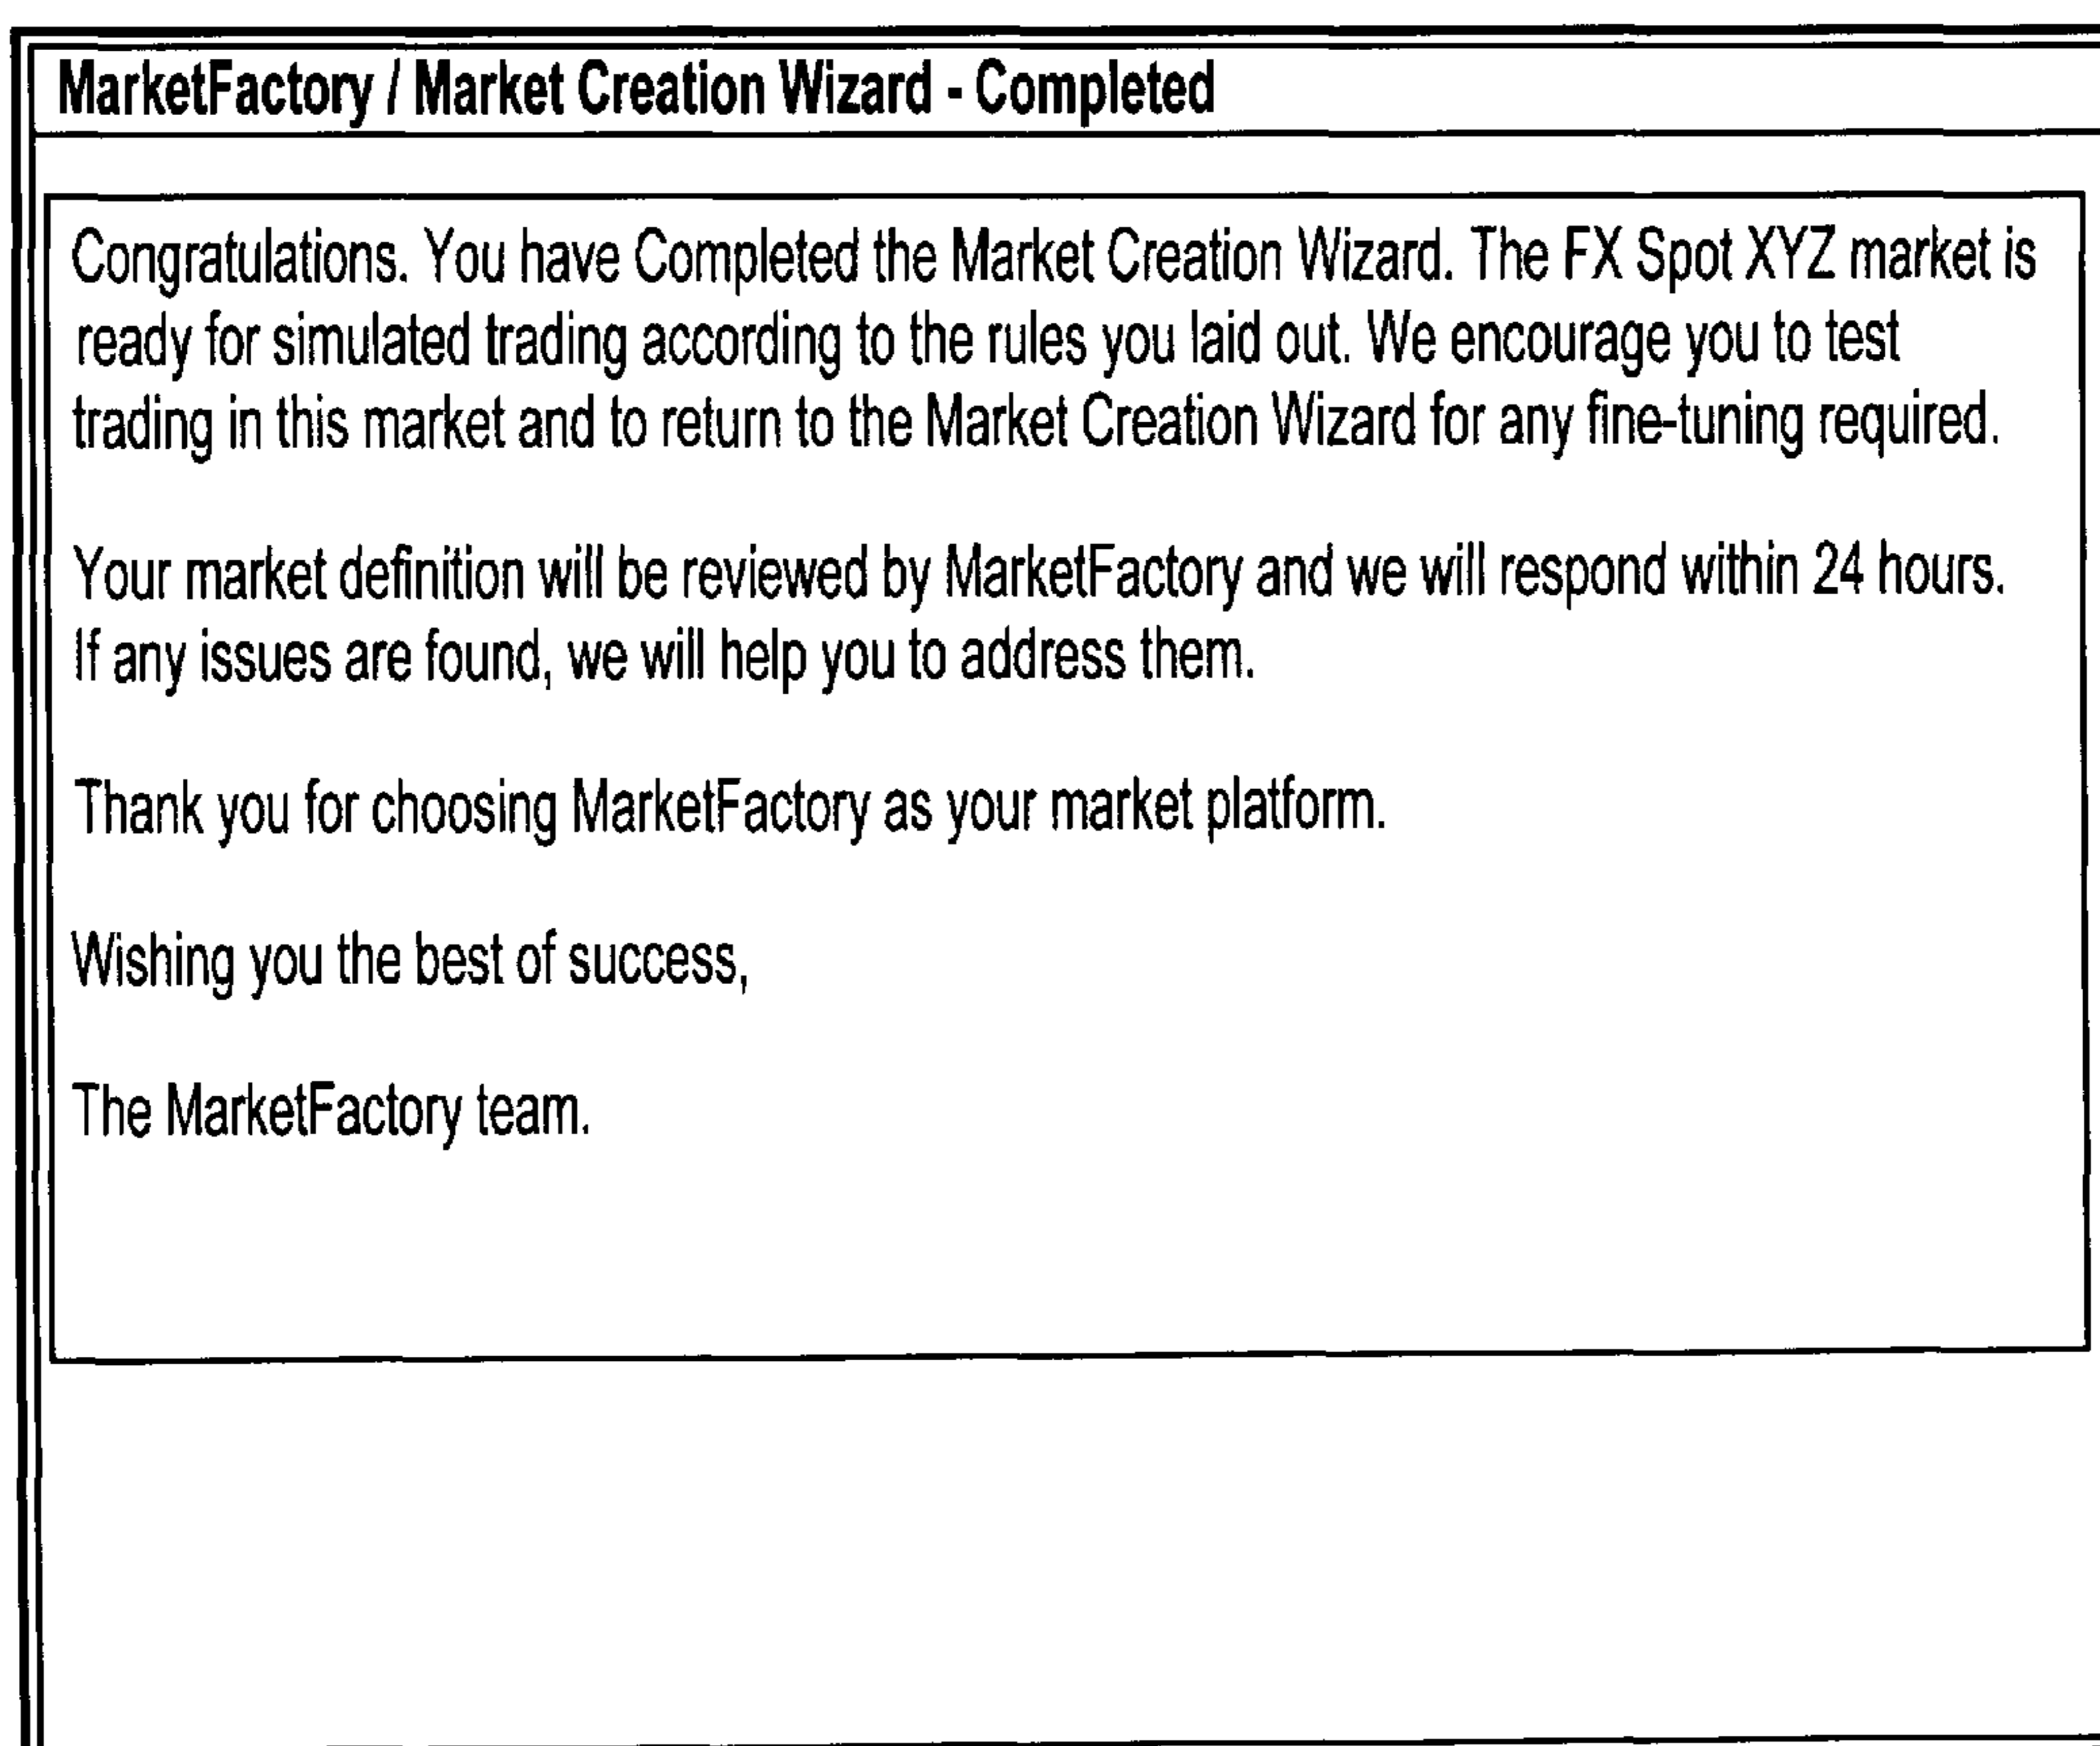 MarketFactory / Market Creation Wizard - Completed
Congratulations. You have Completed the Market Creation Wizard. The FX Spot XYZ market is
ready for simulated trading according to the rules you laid out. We encourage you to test
trading in this market and to return to the Market Creation Wizard for any fine-tuning required.
Your market definition will be reviewed by MarketFactory and we will respond within 24 hours.
If any issues are found, we will help you to address them.
Thank you for choosing MarketFactory as your market platform.
Wishing you the best of success,
The MarketFactory team.